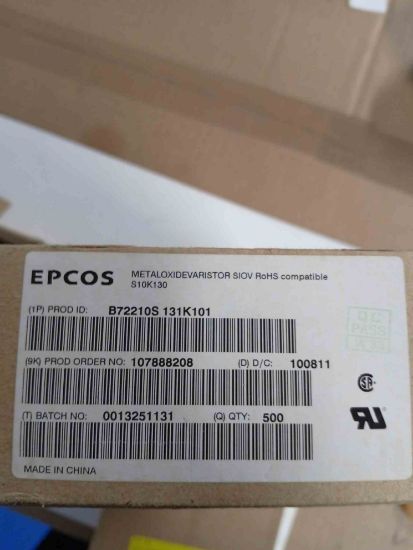 EPCOS METALOXIDEVARISTOR SIOV RoHS compatible
S10K130
(1P) PROD ID: B72210S 131K101
(9K) PROD ORDER NO: 107888208 (D) D/C: 100811
(T) BATCH NO: 0013251131 (Q) QTY: 500
MADE IN CHINA
PASS